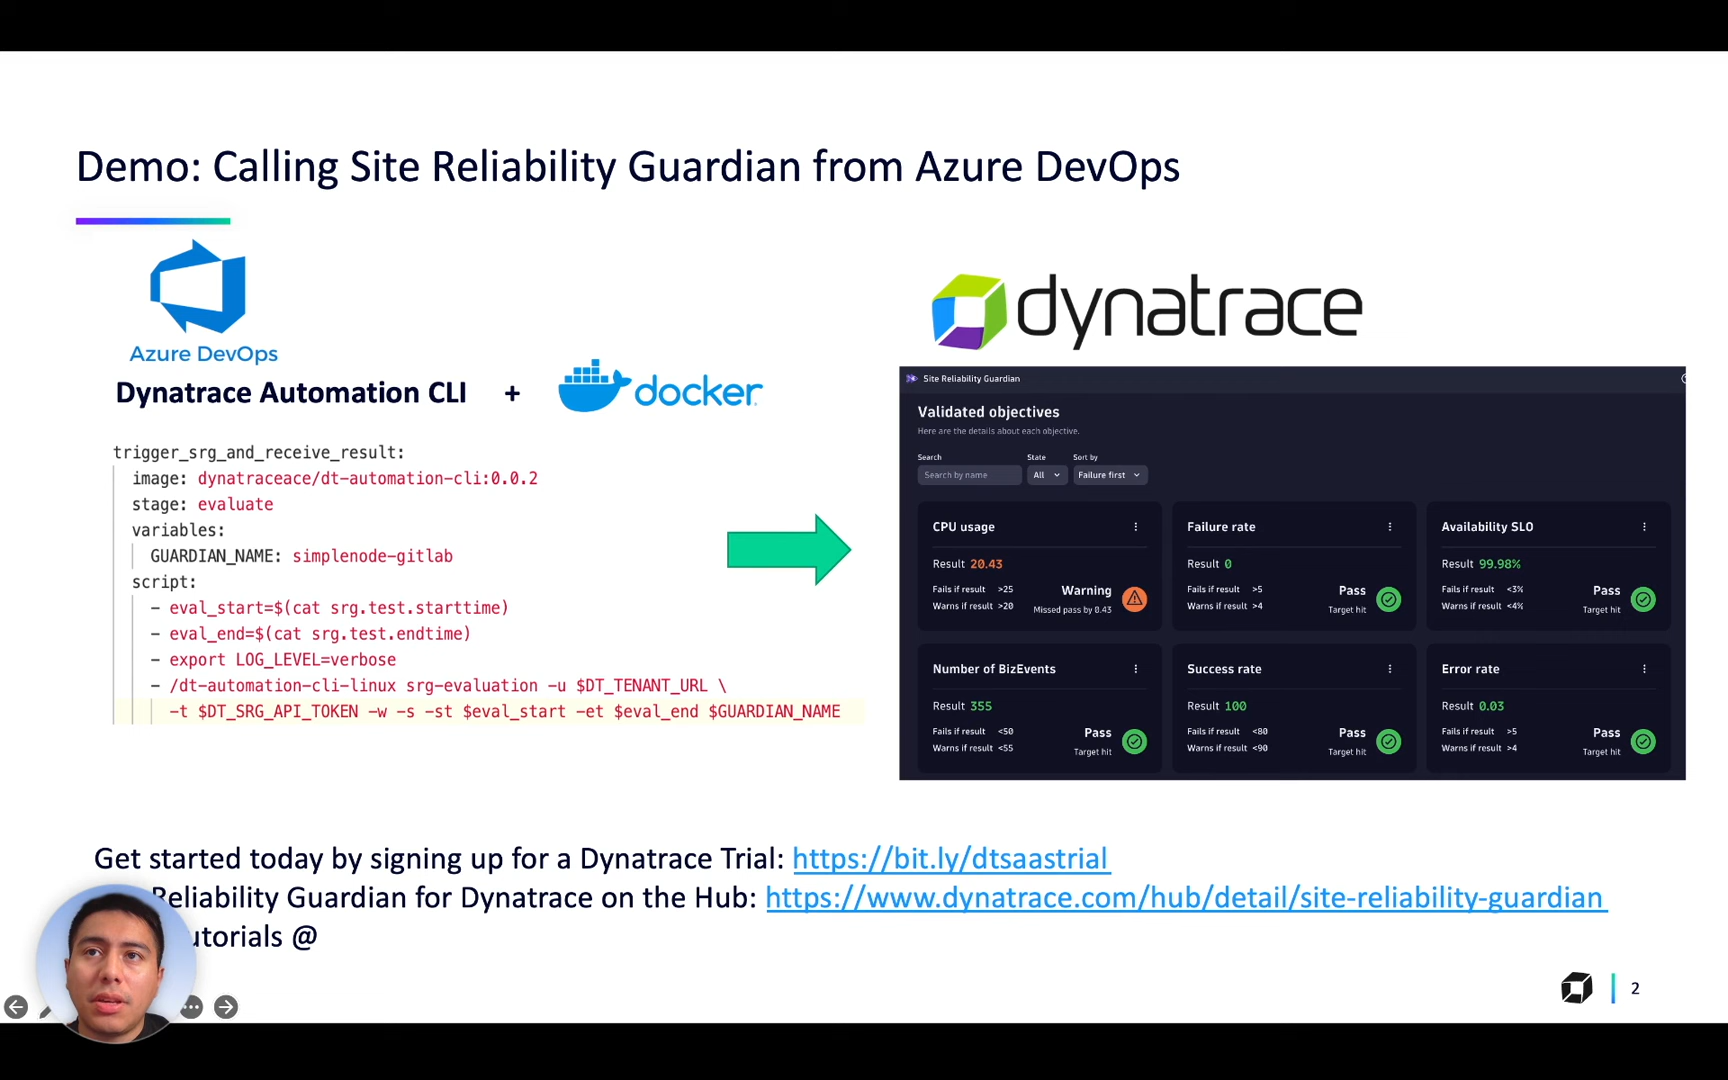 Demo: Calling Site Reliability Guardian from Azure DevOps
Azure DevOps
Dynatrace Automation CLI + docker
trigger_srg_and_receive_result:
image: dynatraceace/dt-automation-cli:0.0.2
stage: evaluate
variables:
GUARDIAN_NAME: simplenode-gitlab
script:
- eval_start=$(cat srg.test.starttime)
- eval_end=$(cat srg.test.endtime)
- export LOG_LEVEL=verbose
- /dt-automation-cli-linux srg-evaluation -u $DT_TENANT_URL \
-t $DT_SRG_API_TOKEN -w -s -st $eval_start -et $eval_end $GUARDIAN_NAME
dynatrace
Site Reliability Guardian
Validated objectives
Here are the details about each objective.
Search State Sort by
Search by name All Failure first
CPU usage
Result 20.43
Fails if result >25
Warns if result >20
Warning
Missed pass by 0.43
Failure rate
Result 0
Fails if result >5
Warns if result >4
Pass
Target hit
Availability SLO
Result 99.98%
Fails if result <3%
Warns if result <4%
Pass
Target hit
Number of BizEvents
Result 355
Fails if result <50
Warns if result <55
Pass
Target hit
Success rate
Result 100
Fails if result <80
Warns if result <90
Pass
Target hit
Error rate
Result 0.03
Fails if result >5
Warns if result >4
Pass
Target hit
Get started today by signing up for a Dynatrace Trial: https://bit.ly/dtsaastrial
Reliability Guardian for Dynatrace on the Hub: https://www.dynatrace.com/hub/detail/site-reliability-guardian
utorials @
2